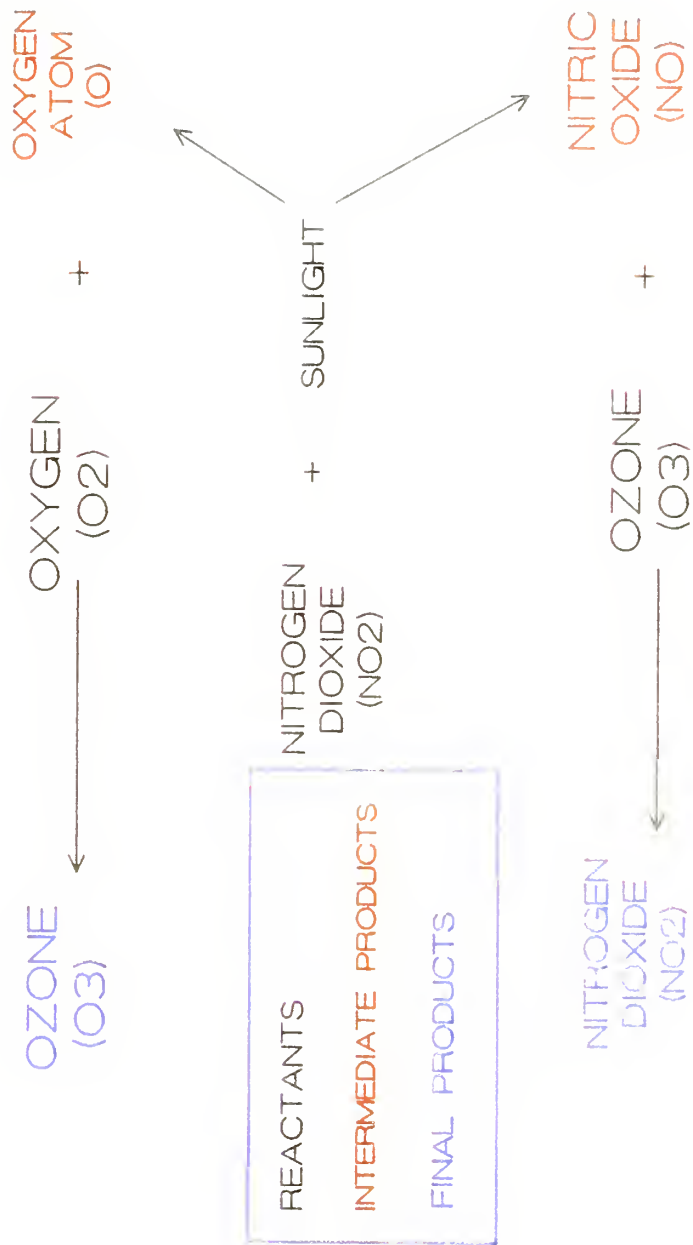 OZONE
(O3)
OXYGEN
(O2)
+
OXYGEN
ATOM
(O)
REACTANTS
INTERMEDIATE PRODUCTS
FINAL PRODUCTS
NITROGEN
DIOXIDE
(NO2)
+
SUNLIGHT
NITROGEN
DIOXIDE
(NO2)
OZONE
(O3)
+
NITRIC
OXIDE
(NO)